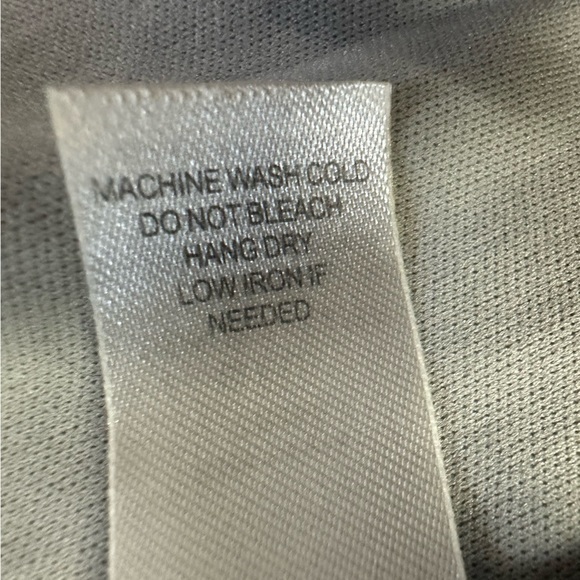 MACHINE WASH COLD
DO NOT BLEACH
HANG DRY
LOW IRON IF
NEEDED